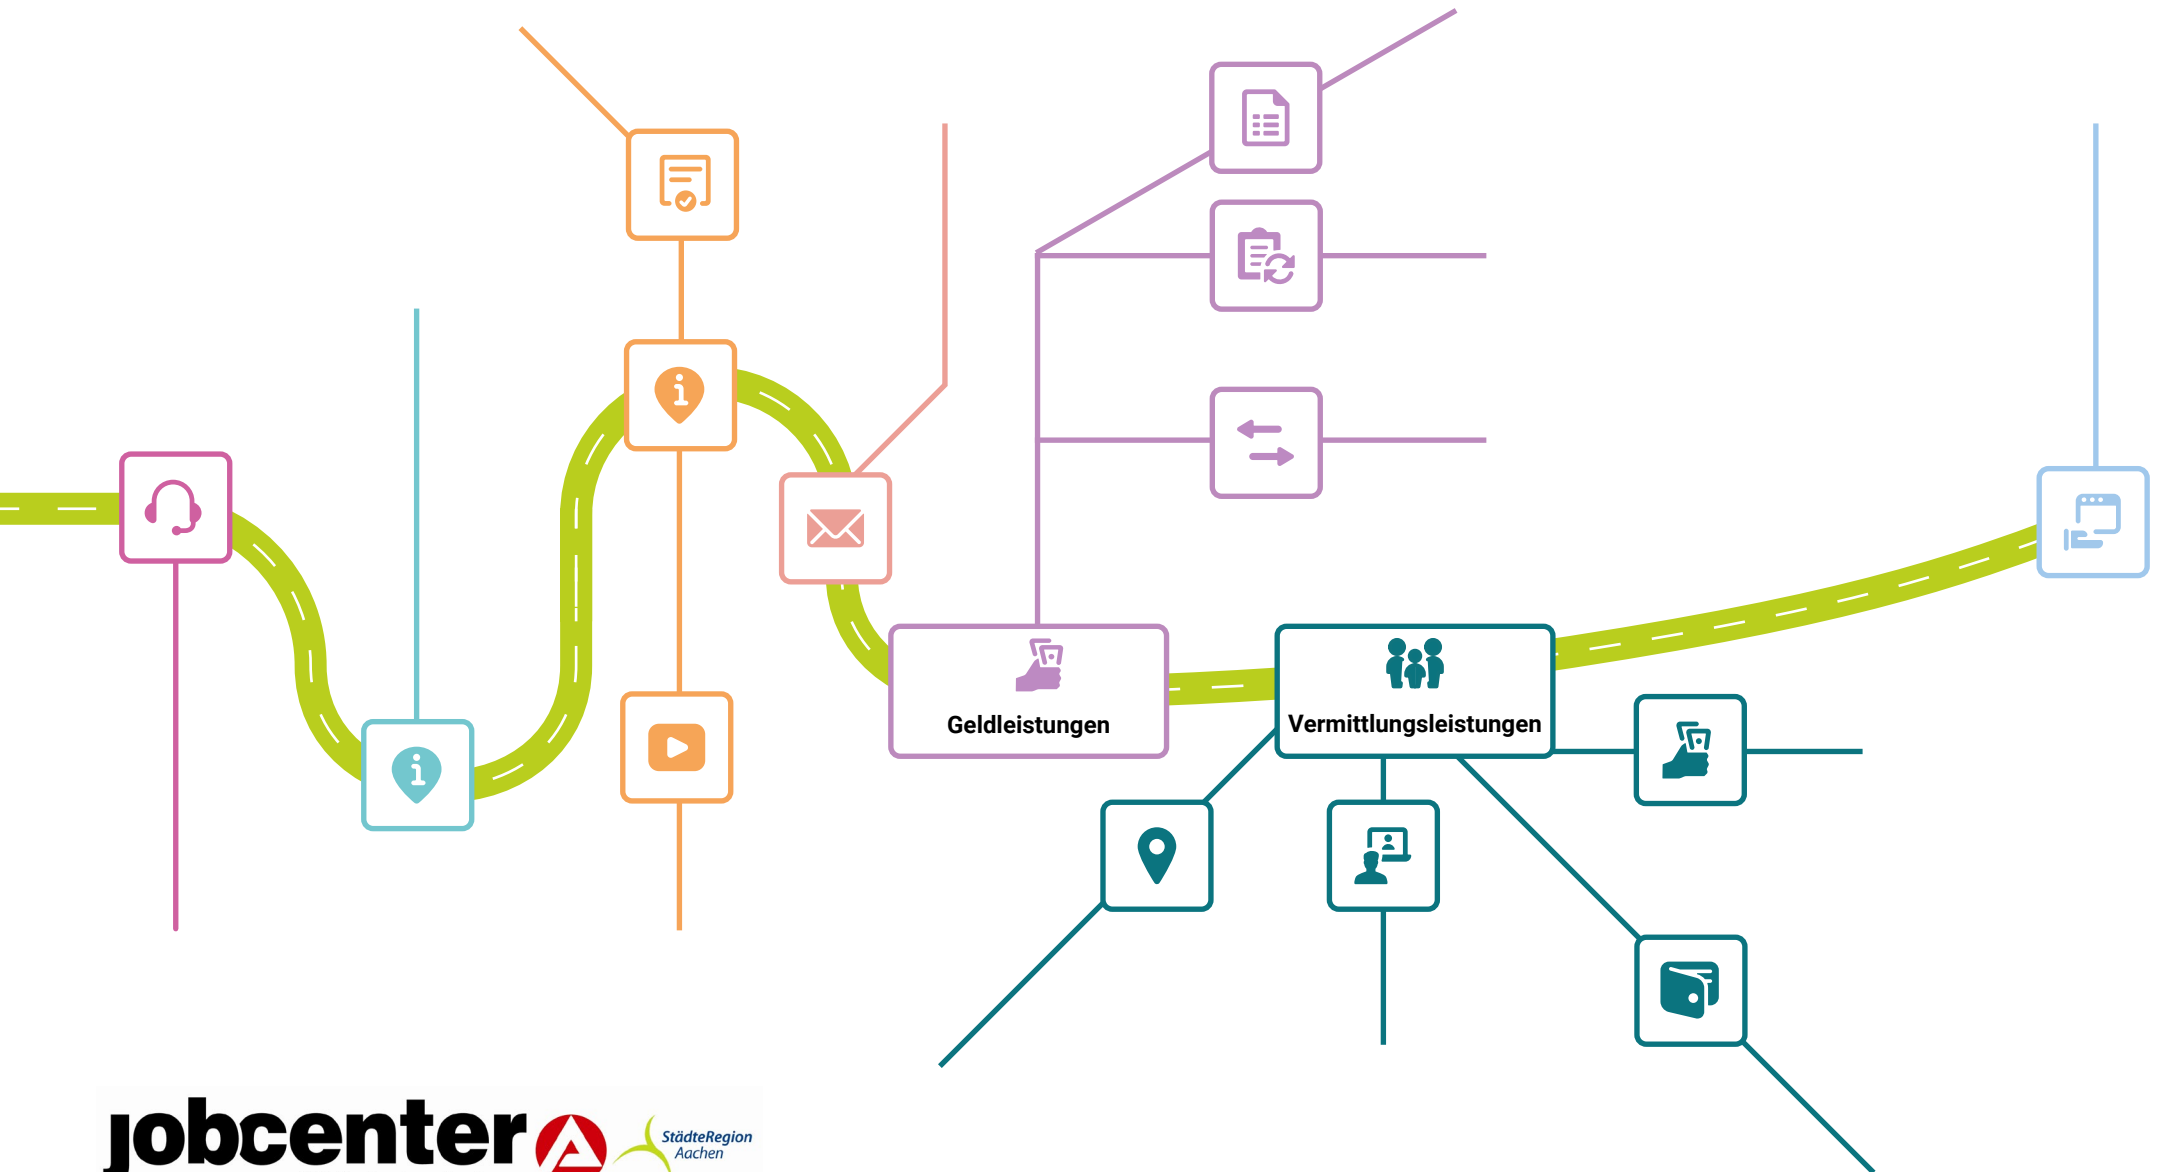 Geldleistungen
Vermittlungsleistungen
jobcenter
StädteRegion
Aachen